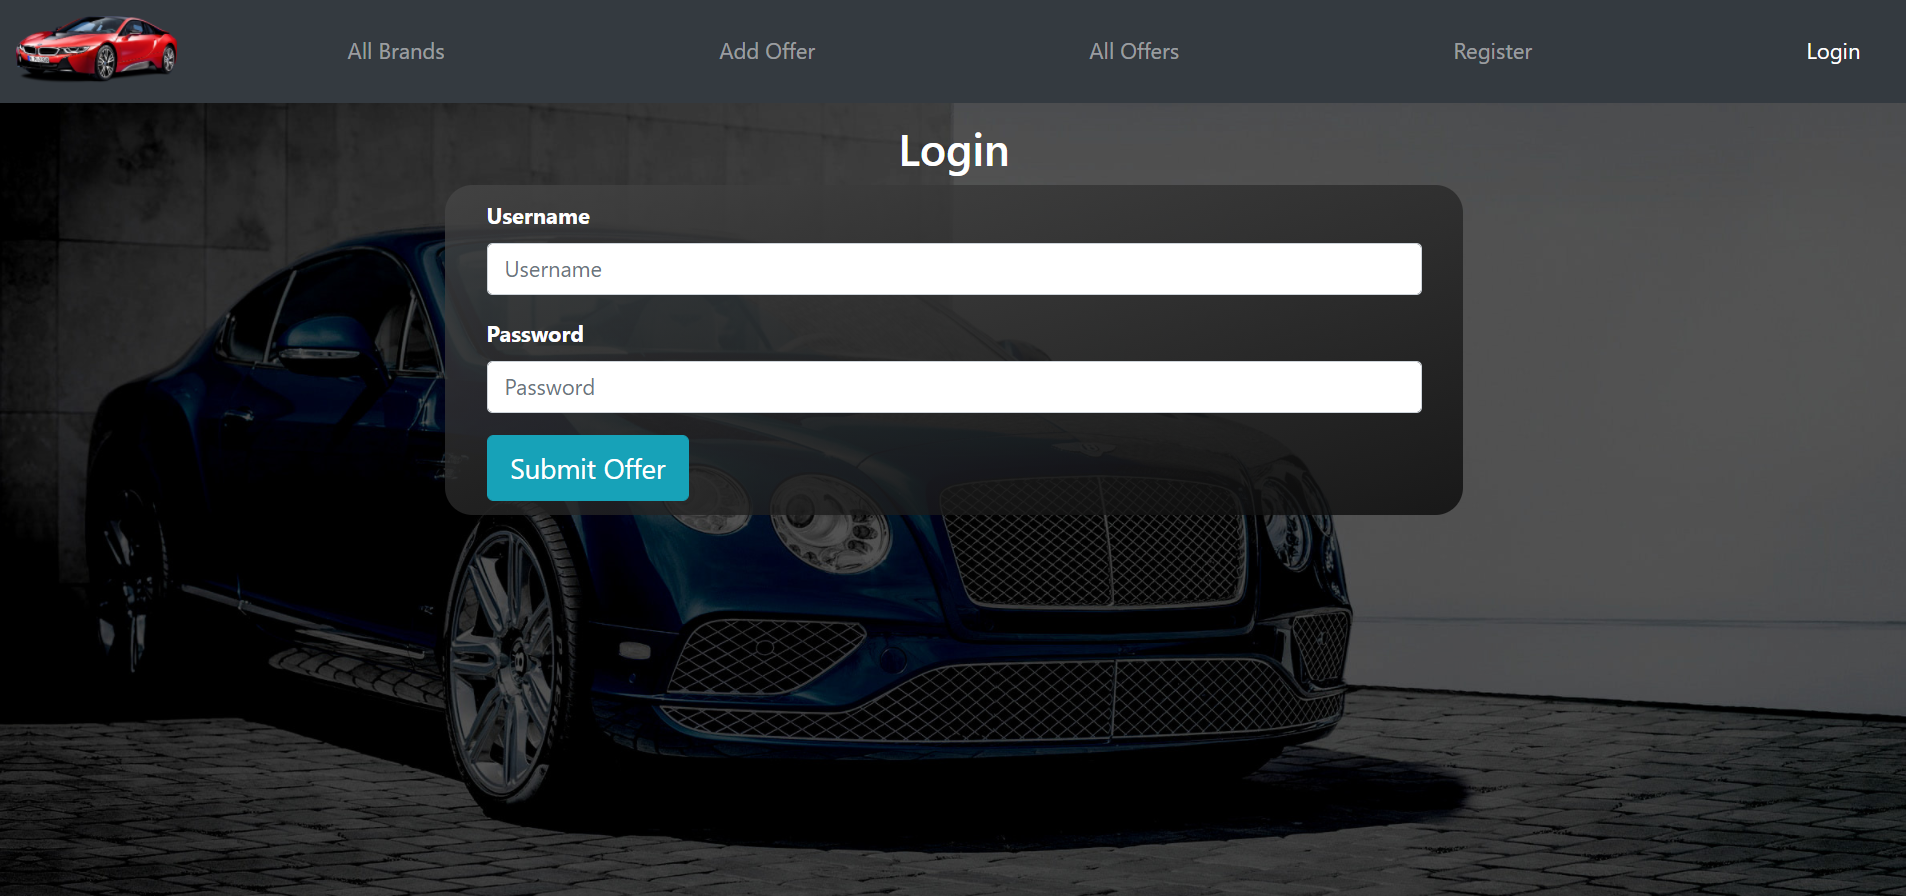 All Brands
Add Offer
All Offers
Register
Login
Login
Username
Username
Password
Password
Submit Offer